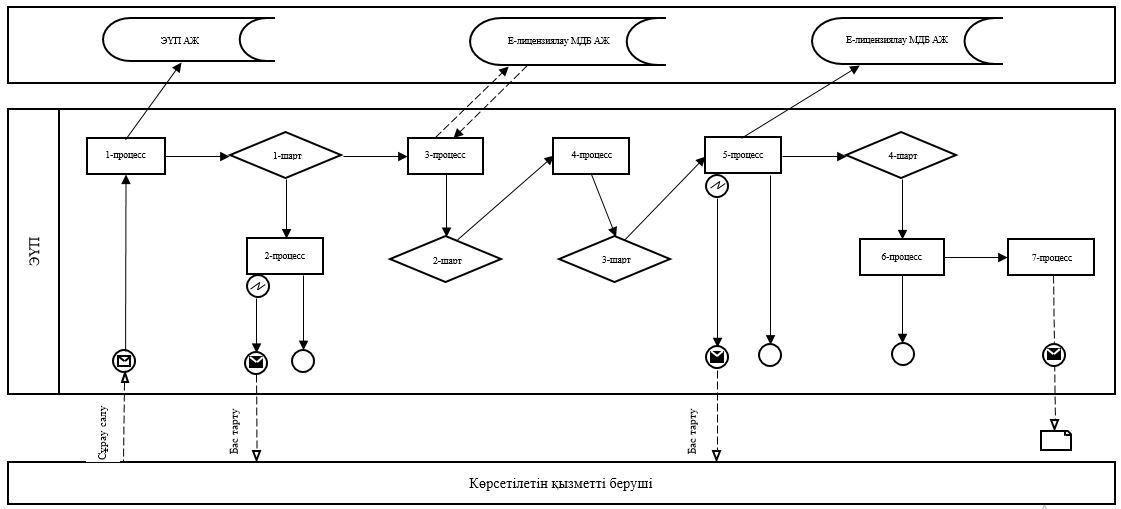 ЭҮП АЖ
Е-лицензиялау МДБ АЖ
Е-лицензиялау МДБ АЖ
ЭҮП
1-процесс
1-шарт
3-процесс
4-процесс
5-процесс
4-шарт
2-процесс
2-шарт
3-шарт
6-процесс
7-процесс
Сұрау салу
Бас тарту
Бас тарту
Көрсетілетін қызметті беруші